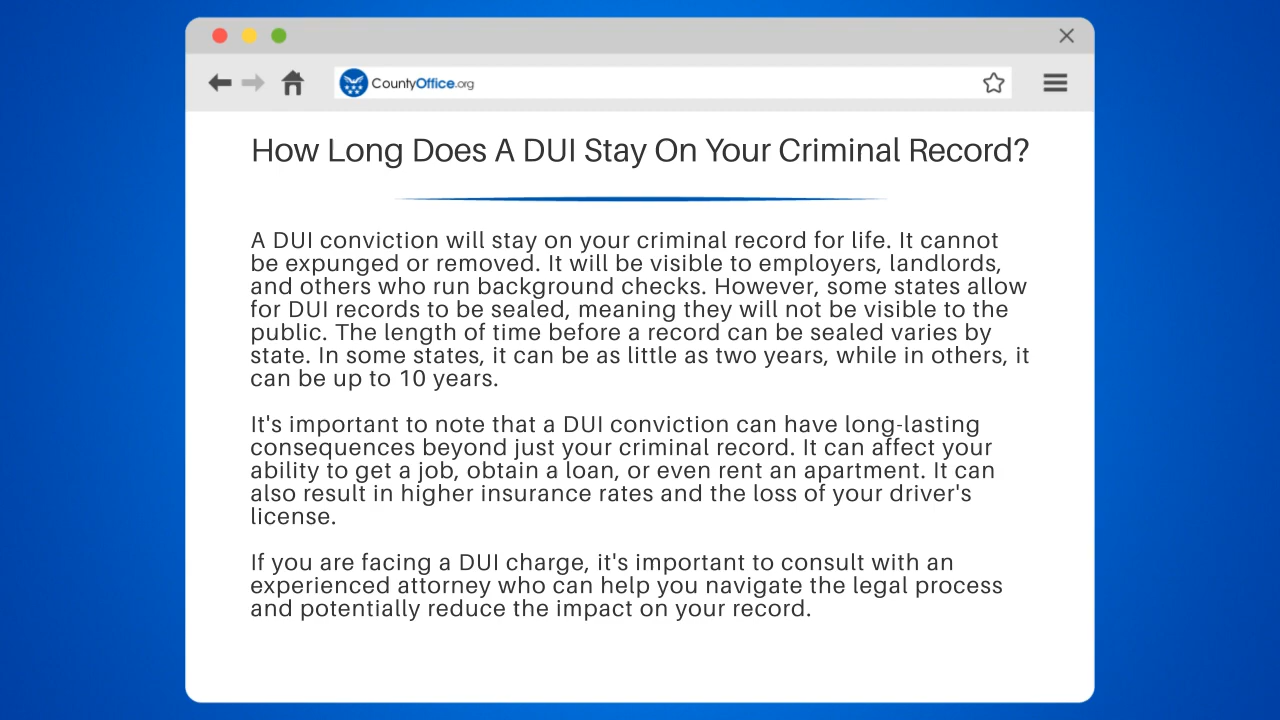 CountyOffice.org
How Long Does A DUI Stay On Your Criminal Record?
A DUI conviction will stay on your criminal record for life. It cannot
be expunged or removed. It will be visible to employers, landlords,
and others who run background checks. However, some states allow
for DUI records to be sealed, meaning they will not be visible to the
public. The length of time before a record can be sealed varies by
state. In some states, it can be as little as two years, while in others, it
can be up to 10 years.
It's important to note that a DUI conviction can have long-lasting
consequences beyond just your criminal record. It can affect your
ability to get a job, obtain a loan, or even rent an apartment. It can
also result in higher insurance rates and the loss of your driver's
license.
If you are facing a DUI charge, it's important to consult with an
experienced attorney who can help you navigate the legal process
and potentially reduce the impact on your record.